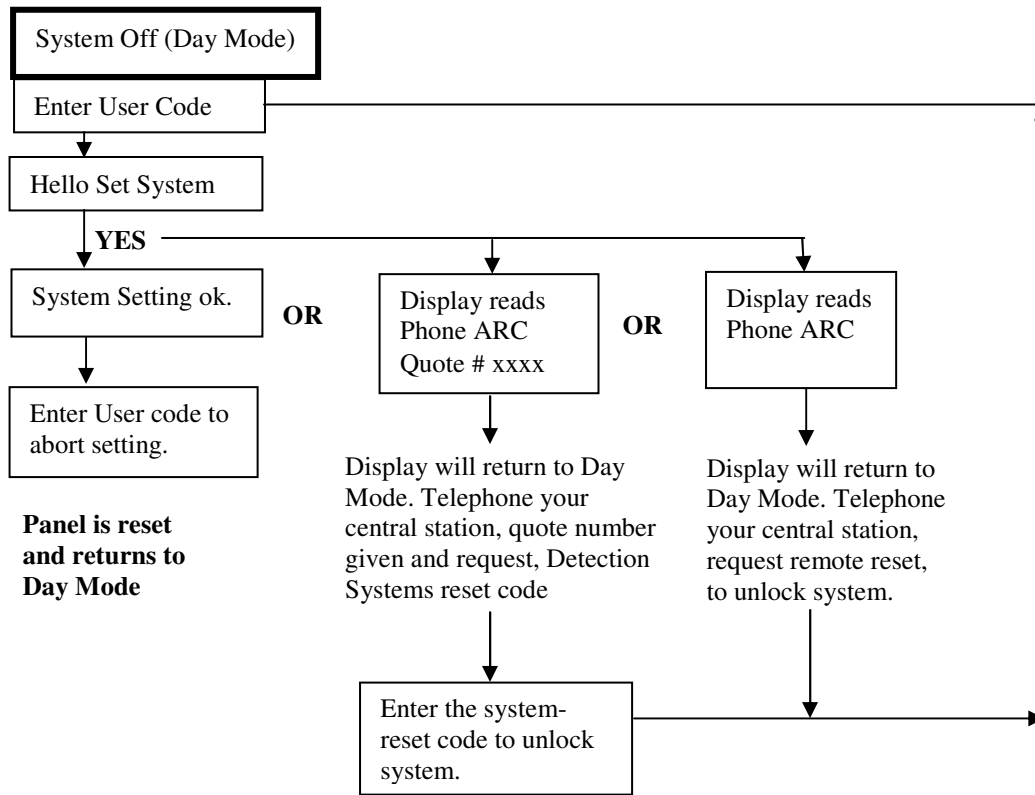 System Off (Day Mode)
Enter User Code
Hello Set System
YES
System Setting ok.
OR
Display reads
Phone ARC
Quote # xxxx
OR
Display reads
Phone ARC
Enter User code to
abort setting.
Display will return to Day
Mode. Telephone your
central station, quote number
given and request, Detection
Systems reset code
Display will return to
Day Mode. Telephone
your central station,
request remote reset,
to unlock system.
Panel is reset
and returns to
Day Mode
Enter the system-
reset code to unlock
system.